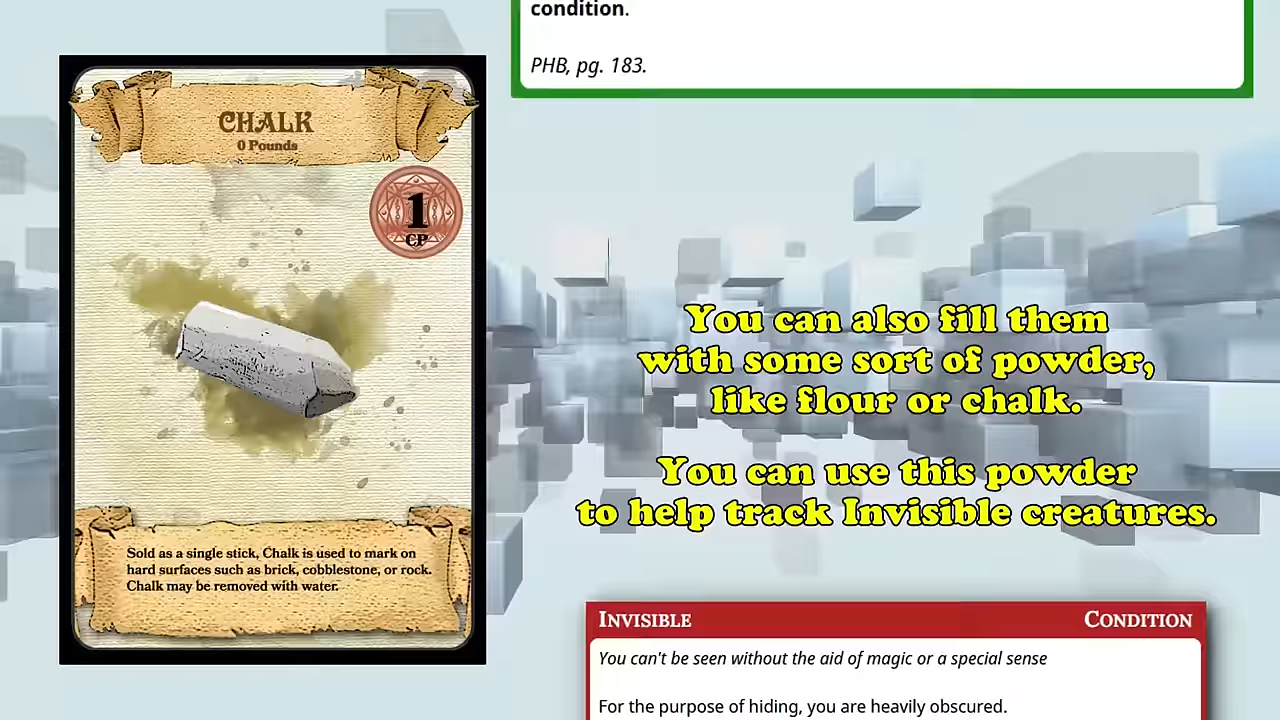 condition.
PHB, pg. 183.
CHALK
0 Pounds
1
CP
You can also fill them
with some sort of powder,
like flour or chalk.
You can use this powder
to help track Invisible creatures.
Sold as a single stick, Chalk is used to mark on
hard surfaces such as brick, cobblestone, or rock.
Chalk may be removed with water.
INVISIBLE CONDITION
You can't be seen without the aid of magic or a special sense
For the purpose of hiding, you are heavily obscured.